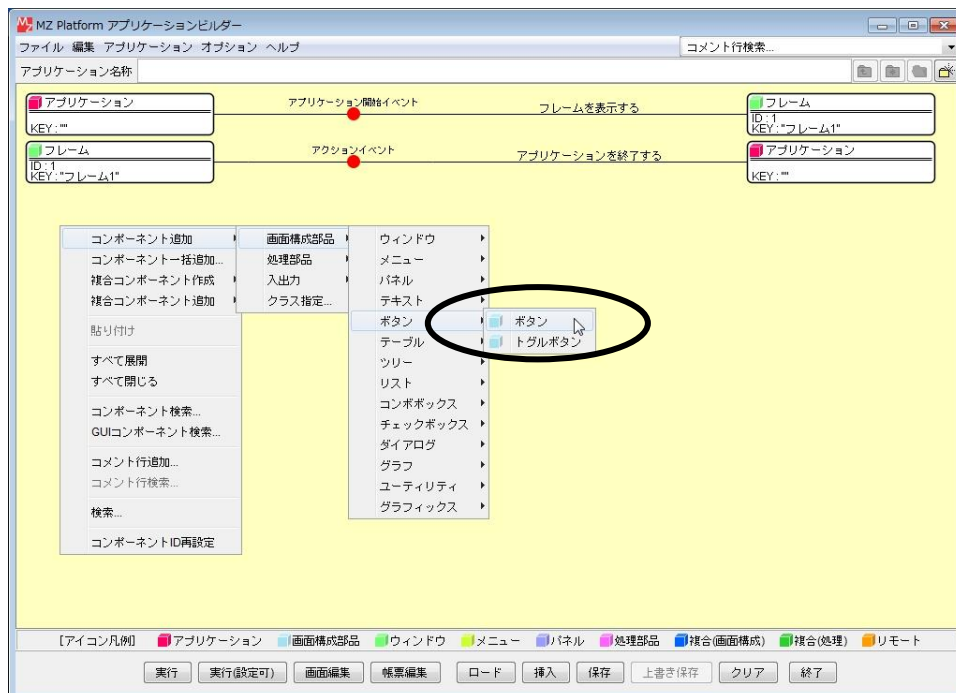 MZ Platform アプリケーションビルダー
ファイル 編集 アプリケーション オプション ヘルプ コメント行検索...
アプリケーション名称
アプリケーション アプリケーション開始イベント フレームを表示する フレーム
KEY:"" ID:1
KEY:"フレーム1"
フレーム アクションイベント アプリケーションを終了する アプリケーション
ID:1
KEY:"フレーム1" KEY:""
コンポーネント追加 画面構成部品 ウィンドウ
コンポーネント一括追加... 処理部品 メニュー
複合コンポーネント作成 入出力 パネル
複合コンポーネント追加 クラス指定... テキスト
貼り付け ボタン ボタン
テーブル トグルボタン
すべて展開 ツリー
すべて閉じる リスト
コンポーネント検索... コンボボックス
GUIコンポーネント検索... チェックボックス
ダイアログ
コメント行追加... グラフ
コメント行検索... ユーティリティ
検索... グラフィックス
コンポーネントID再設定
[アイコン凡例] アプリケーション 画面構成部品 ウィンドウ メニュー パネル 処理部品 複合(画面構成) 複合(処理) リモート
実行 実行(設定可) 画面編集 帳票編集 ロード 挿入 保存 上書き保存 クリア 終了